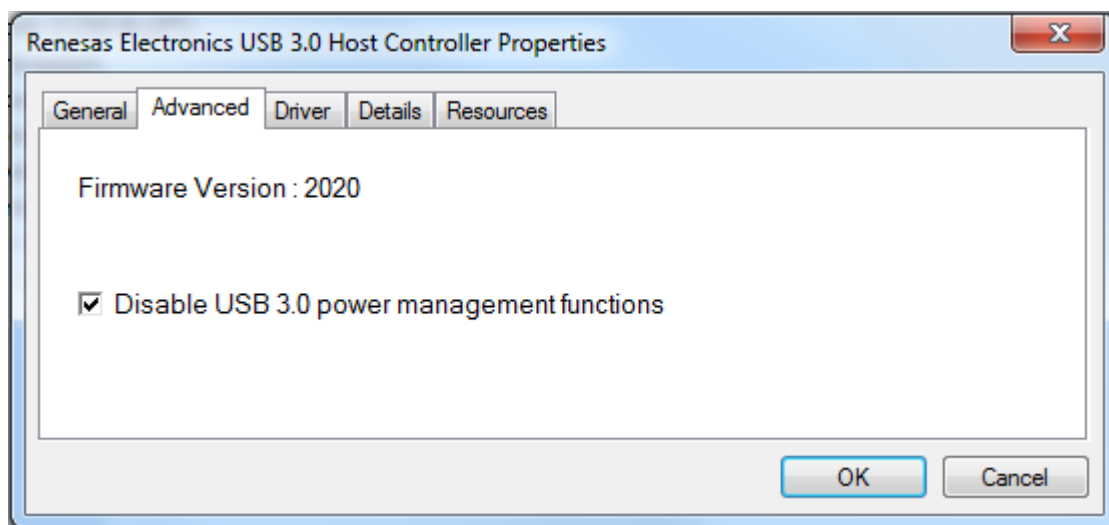 Renesas Electronics USB 3.0 Host Controller Properties
General Advanced Driver Details Resources
Firmware Version : 2020
Disable USB 3.0 power management functions
OK Cancel